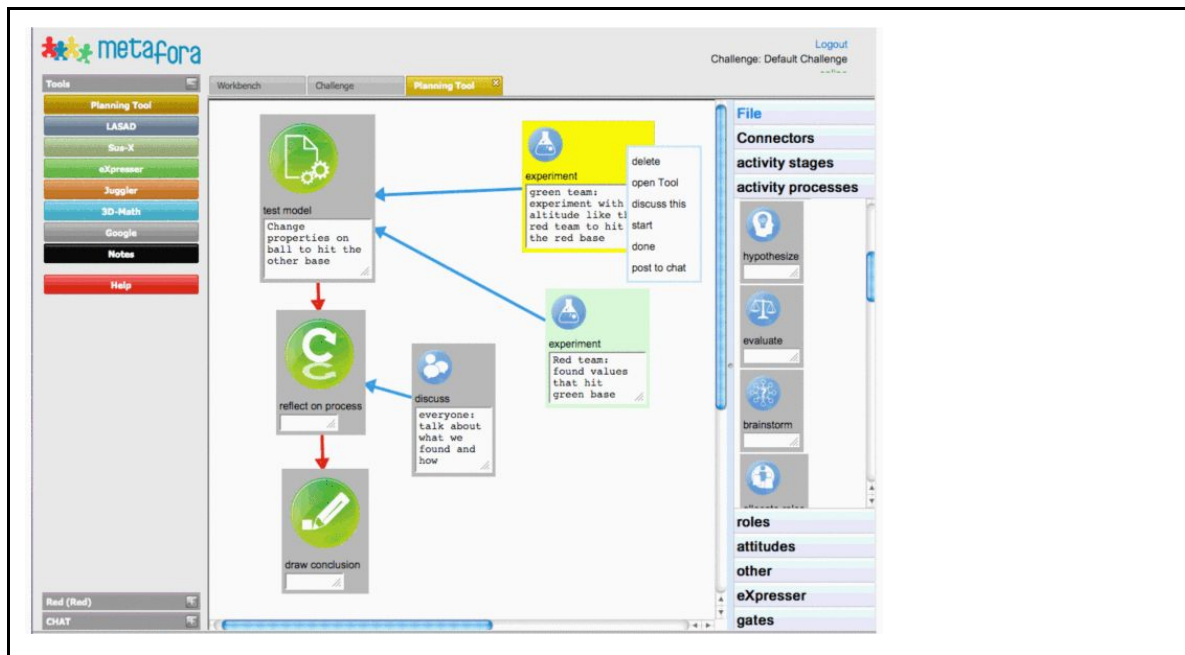 metafora
Logout
Challenge: Default Challenge
Tools
Planning Tool
LASAD
Sus-X
eXpresser
Juggler
3D-Math
Google
Notes
Help
Red (Red)
CHAT
Workbench
Challenge
Planning Tool
test model
Change
properties on
ball to hit the
other base
reflect on process
draw conclusion
discuss
everyone:
talk about
what we
found and
how
experiment
green team:
experiment with
altitude like
red team to hit
the red base
delete
open Tool
discuss this
start
done
post to chat
experiment
Red team:
found values
that hit
green base
File
Connectors
activity stages
activity processes
hypothesize
evaluate
brainstorm
roles
attitudes
other
eXpresser
gates